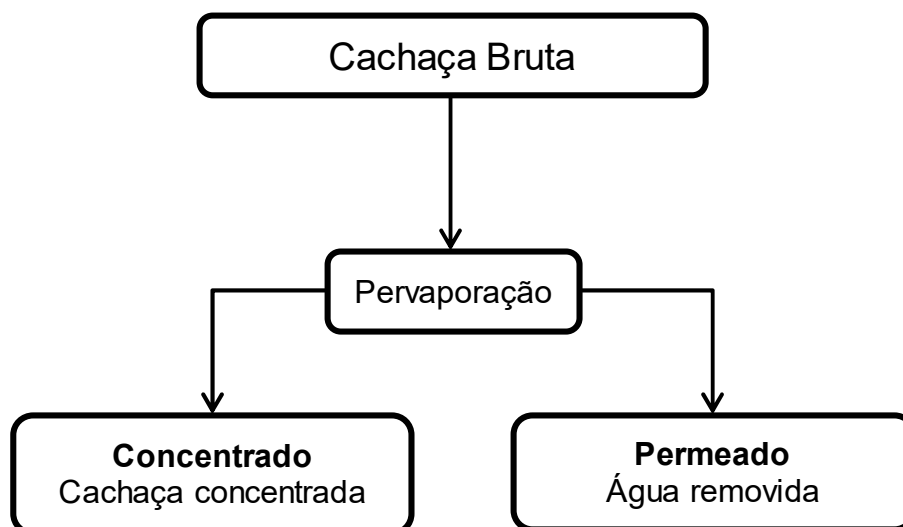 Cachaça Bruta
Pervaporação
Concentrado
Cachaça concentrada
Permeado
Água removida